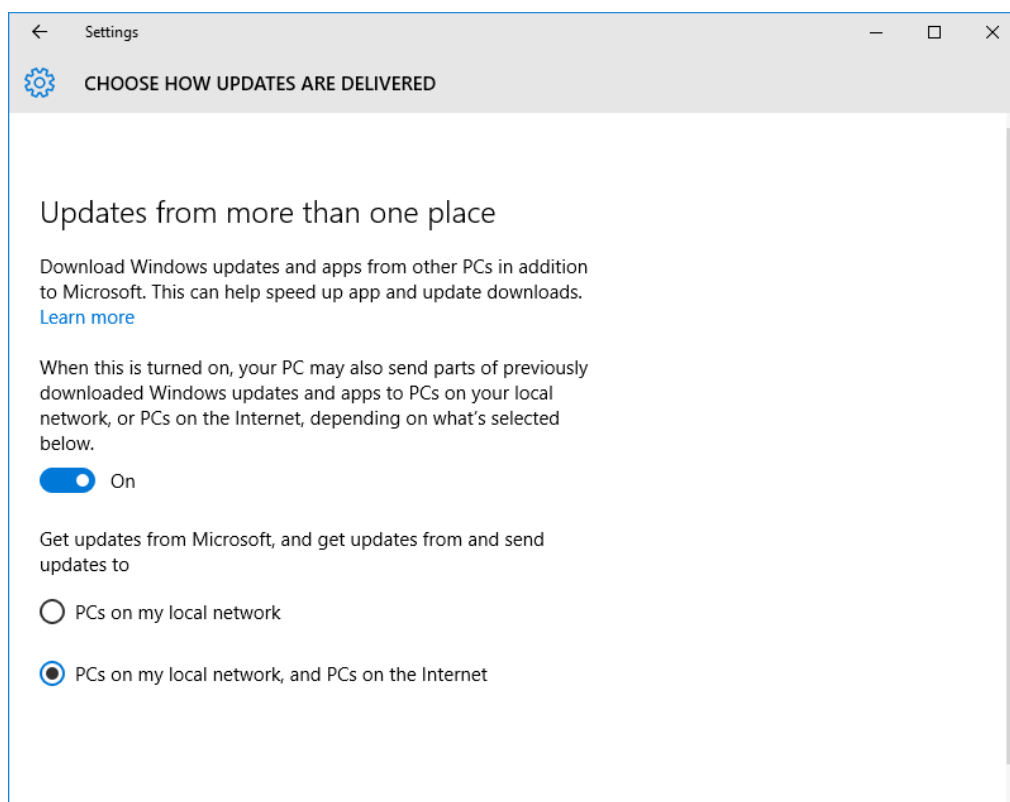 Settings
CHOOSE HOW UPDATES ARE DELIVERED
Updates from more than one place
Download Windows updates and apps from other PCs in addition
to Microsoft. This can help speed up app and update downloads.
Learn more
When this is turned on, your PC may also send parts of previously
downloaded Windows updates and apps to PCs on your local
network, or PCs on the Internet, depending on what’s selected
below.
On
Get updates from Microsoft, and get updates from and send
updates to
PCs on my local network
PCs on my local network, and PCs on the Internet